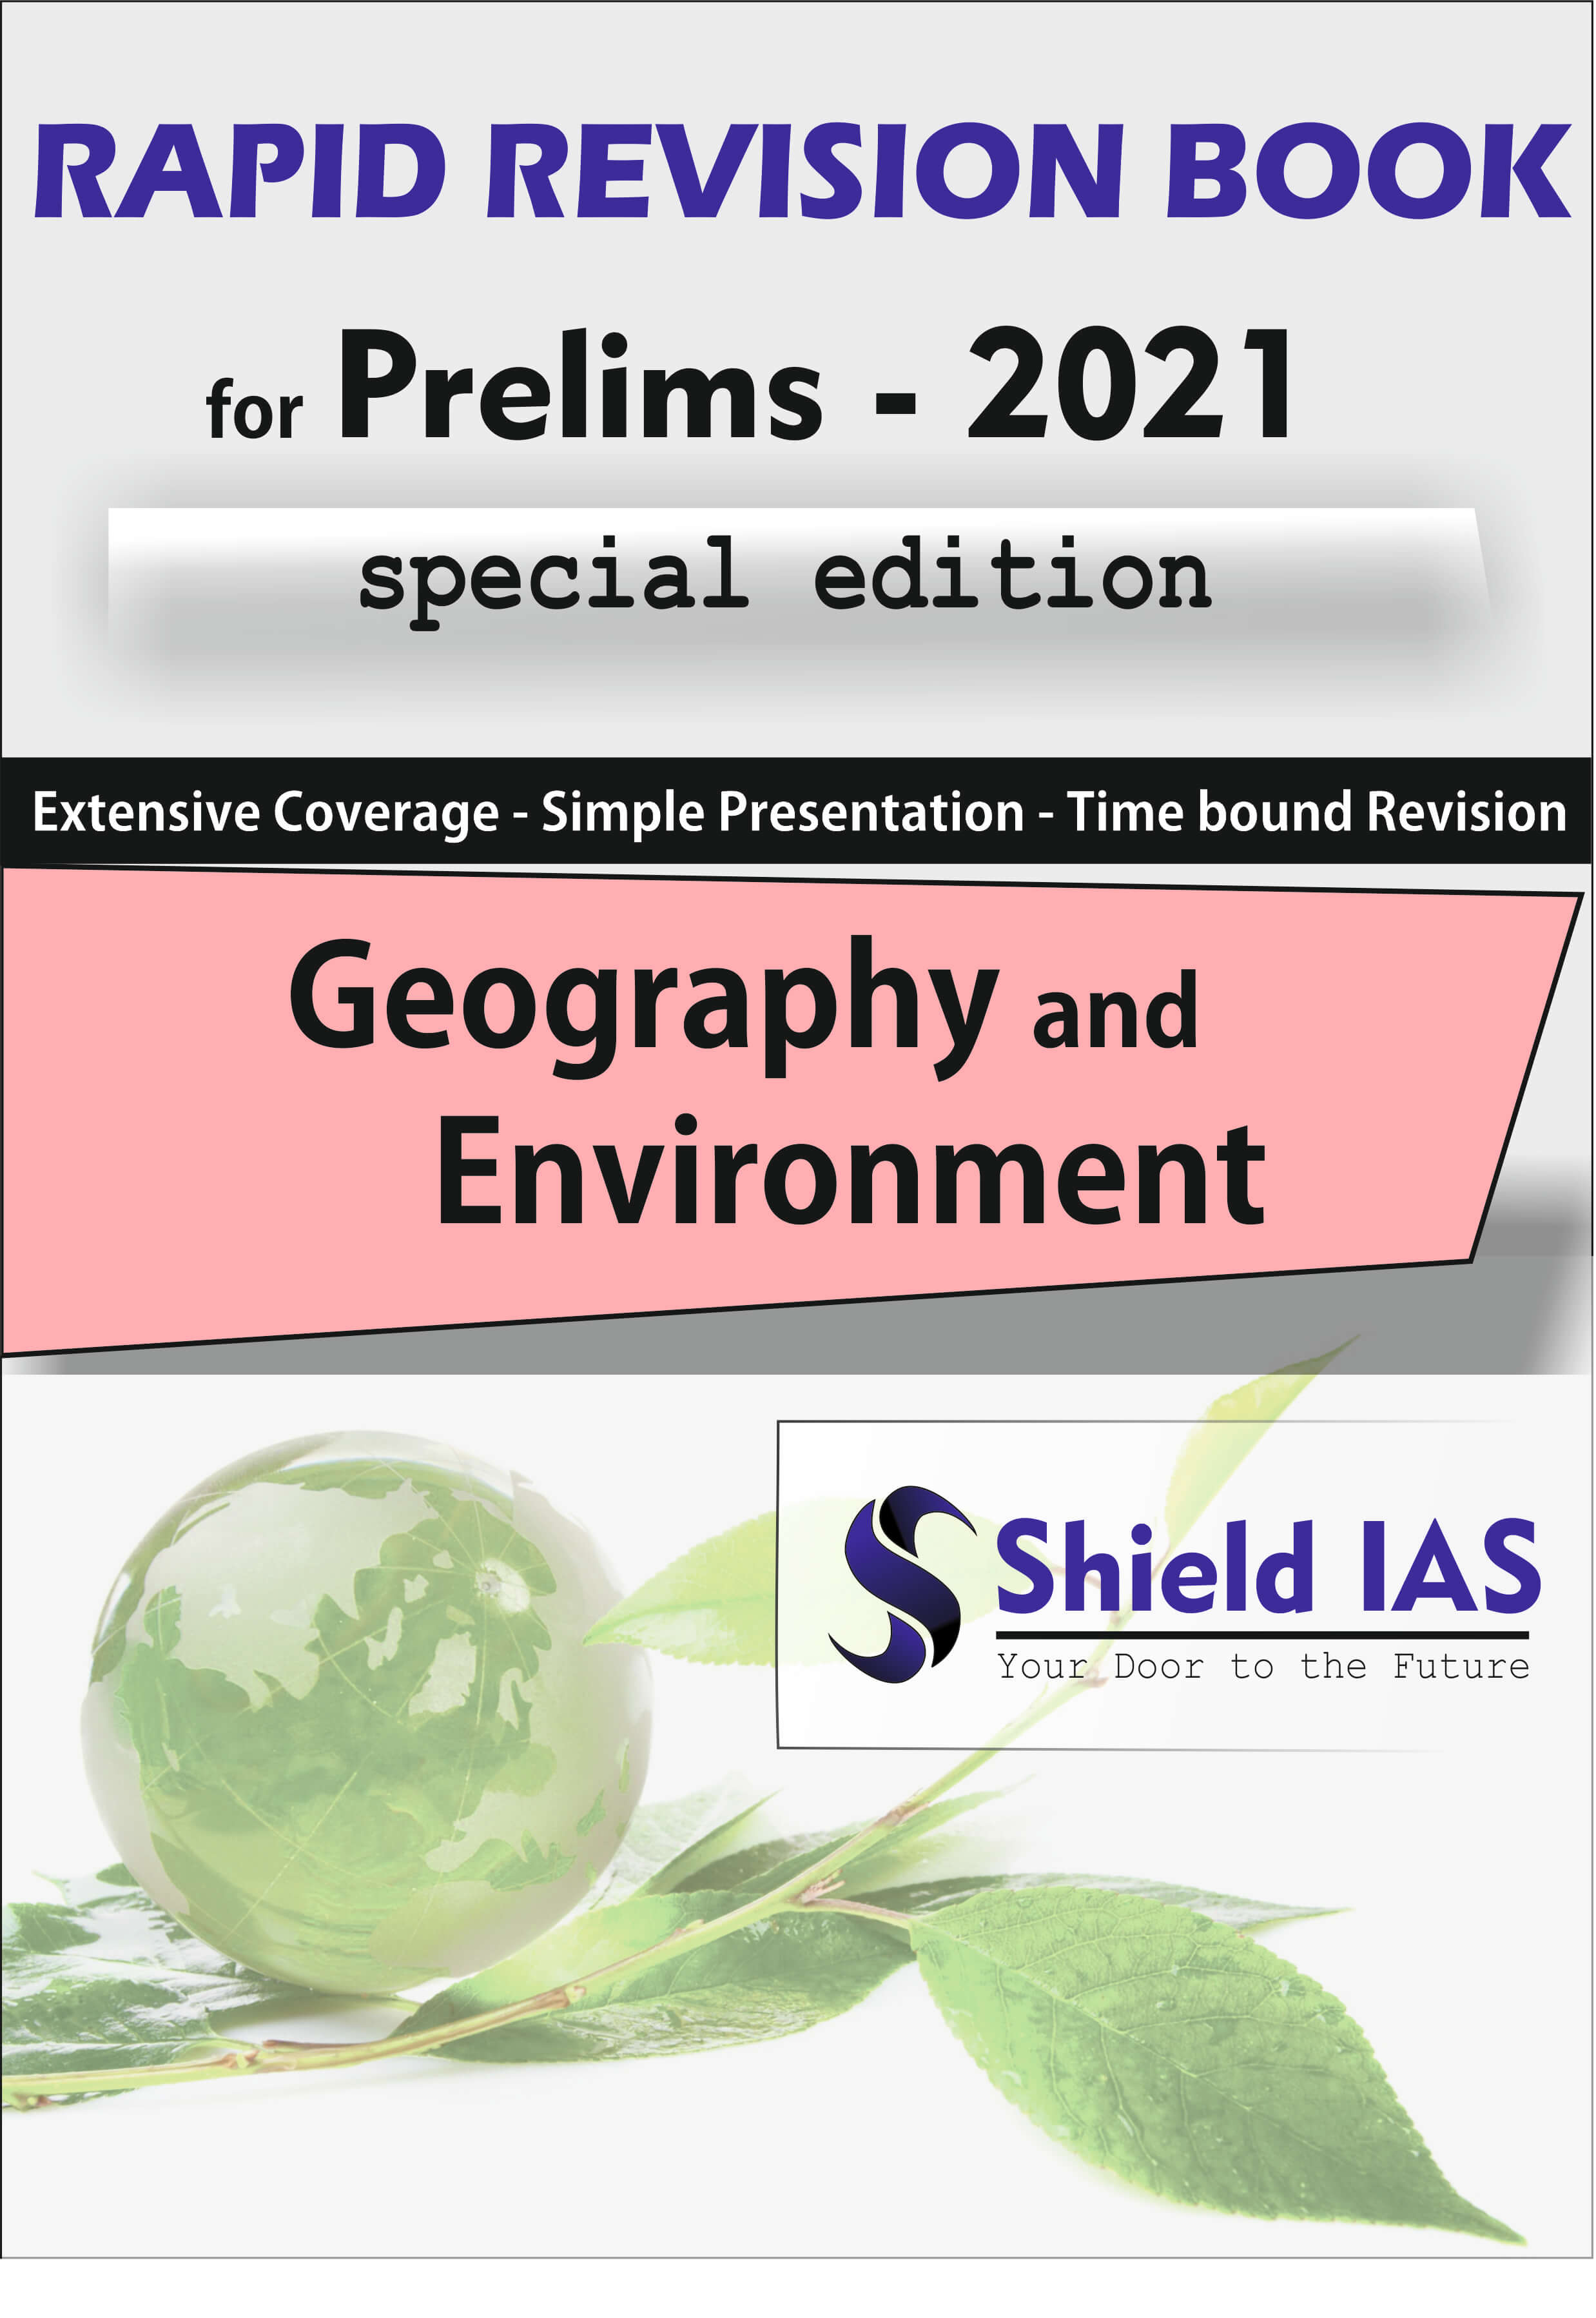 RAPID REVISION BOOK
for Prelims - 2021
special edition
Extensive Coverage - Simple Presentation - Time bound Revision
Geography and
Environment
Shield IAS
Your Door to the Future